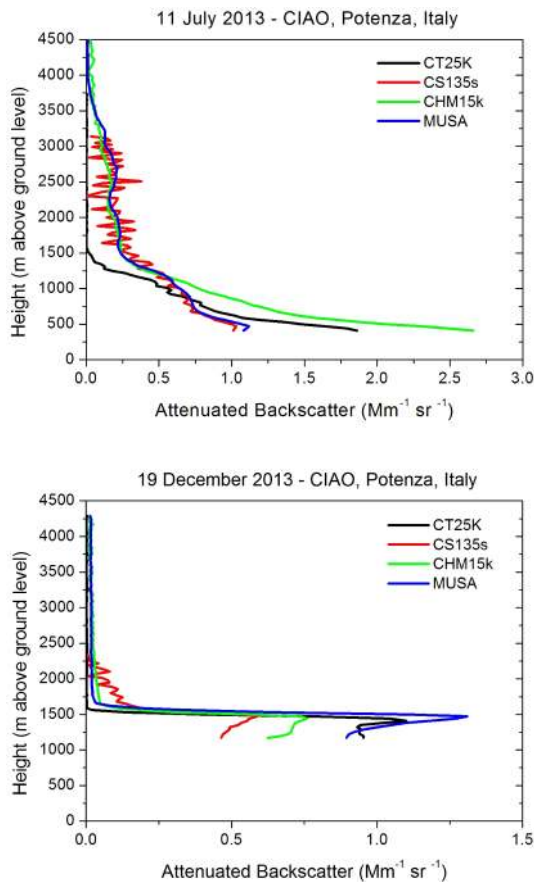 11 July 2013 - CIAO, Potenza, Italy
4500
4000
3500
3000
2500
2000
1500
1000
500
0
Height (m above ground level)
CT25K
CS135s
CHM15k
MUSA
0.0 0.5 1.0 1.5 2.0 2.5 3.0
Attenuated Backscatter (Mm⁻¹ sr⁻¹)
19 December 2013 - CIAO, Potenza, Italy
4500
4000
3500
3000
2500
2000
1500
1000
500
0
Height (m above ground level)
CT25K
CS135s
CHM15k
MUSA
0.0 0.5 1.0 1.5
Attenuated Backscatter (Mm⁻¹ sr⁻¹)